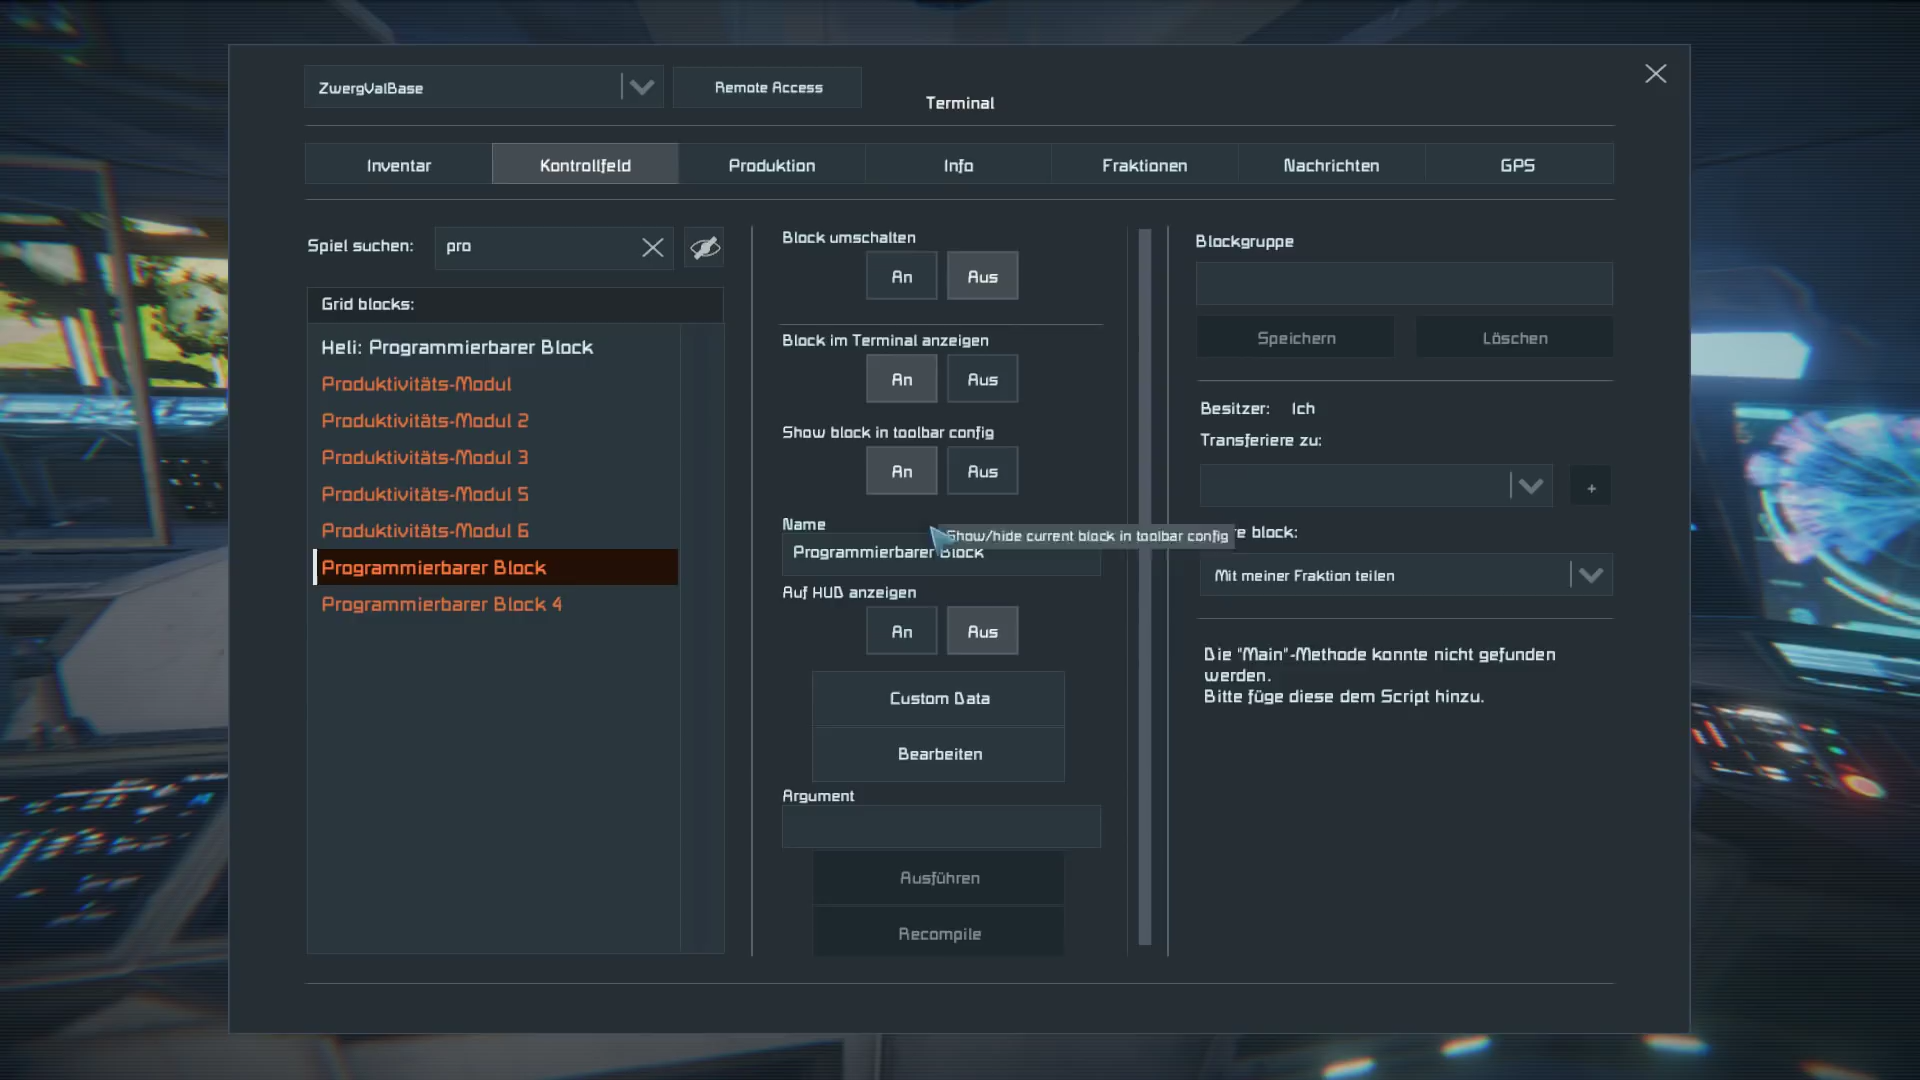 ZwergValBase
Remote Access
Terminal
Inventar
Kontrollfeld
Produktion
Info
Fraktionen
Nachrichten
GPS
Spiel suchen:
pro
Grid blocks:
Heli: Programmierbarer Block
Produktivitäts-Modul
Produktivitäts-Modul 2
Produktivitäts-Modul 3
Produktivitäts-Modul 5
Produktivitäts-Modul 6
Programmierbarer Block
Programmierbarer Block 4
Block umschalten
An
Aus
Block im Terminal anzeigen
An
Aus
Show block in toolbar config
An
Aus
Name
Show/hide current block in toolbar config
Programmierbarer Block
Auf HUD anzeigen
An
Aus
Custom Data
Bearbeiten
Argument
Ausführen
Recompile
Blockgruppe
Speichern
Löschen
Besitzer: Ich
Transferiere zu:
+
block:
Mit meiner Fraktion teilen
Die "Main"-Methode konnte nicht gefunden
werden.
Bitte füge diese dem Script hinzu.